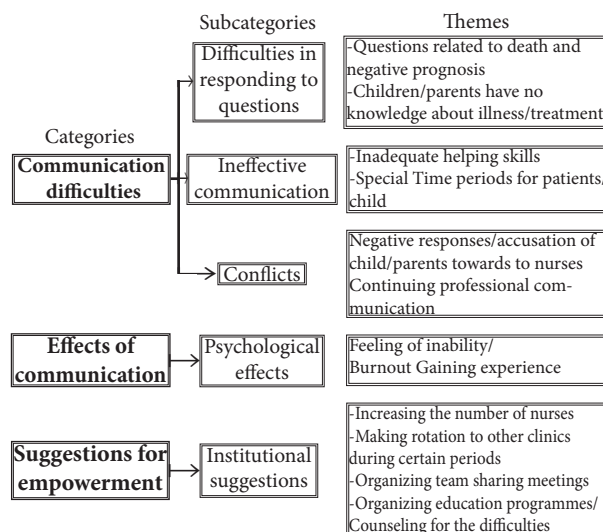 Subcategories
Themes
Categories
Communication
difficulties
Difficulties in
responding to
questions
-Questions related to death and
negative prognosis
-Children/parents have no
knowledge about illness/treatment
Ineffective
communication
-Inadequate helping skills
-Special Time periods for patients/
child
Conflicts
Negative responses/accusation of
child/parents towards to nurses
Continuing professional com-
munication
Effects of
communication
Psychological
effects
Feeling of inability/
Burnout Gaining experience
Suggestions for
empowerment
Institutional
suggestions
-Increasing the number of nurses
-Making rotation to other clinics
during certain periods
-Organizing team sharing meetings
-Organizing education programmes/
Counseling for the difficulties